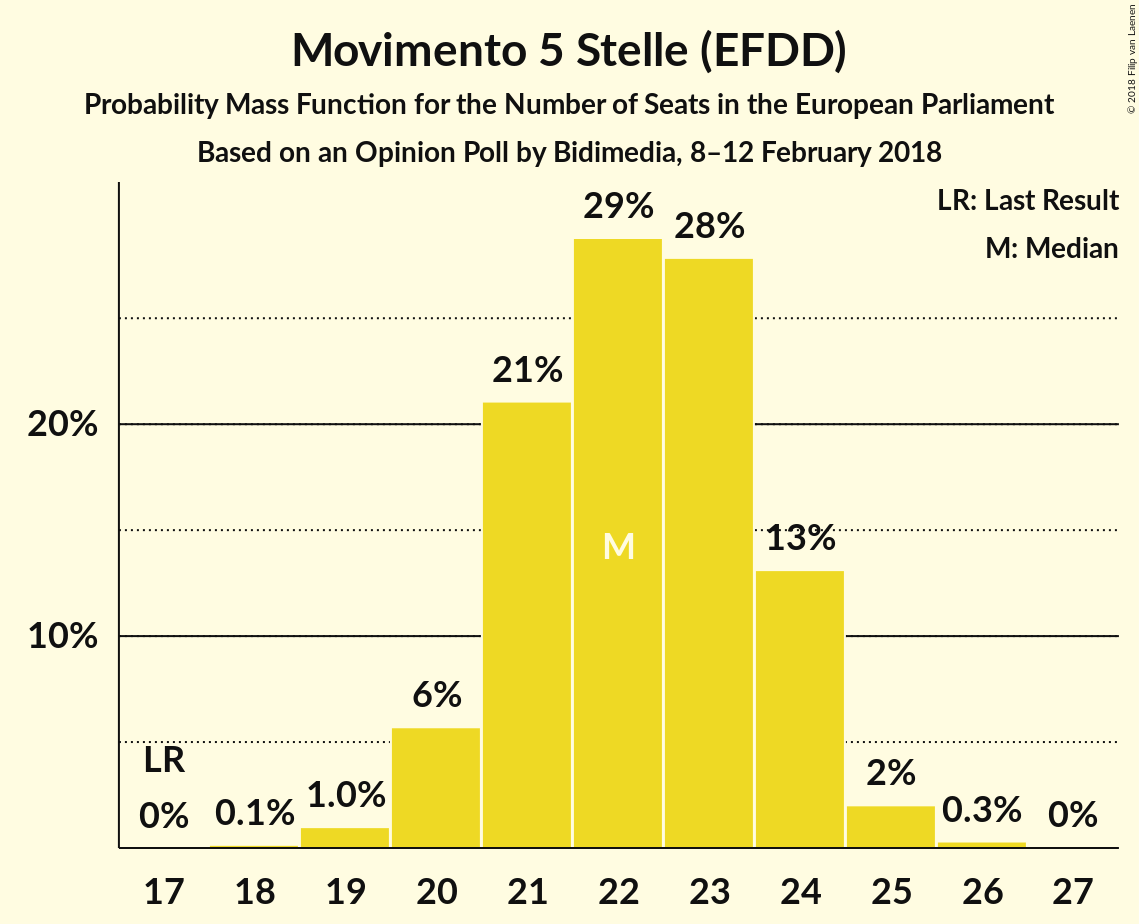 Movimento 5 Stelle (EFDD)
Probability Mass Function for the Number of Seats in the European Parliament
Based on an Opinion Poll by Bidimedia, 8–12 February 2018
© 2018 Filip van Laenen
LR: Last Result
M: Median
29%
28%
21%
20%
13%
M
10%
6%
LR
2%
1.0%
0%
0.1%
0.3%
0%
17 18 19 20 21 22 23 24 25 26 27